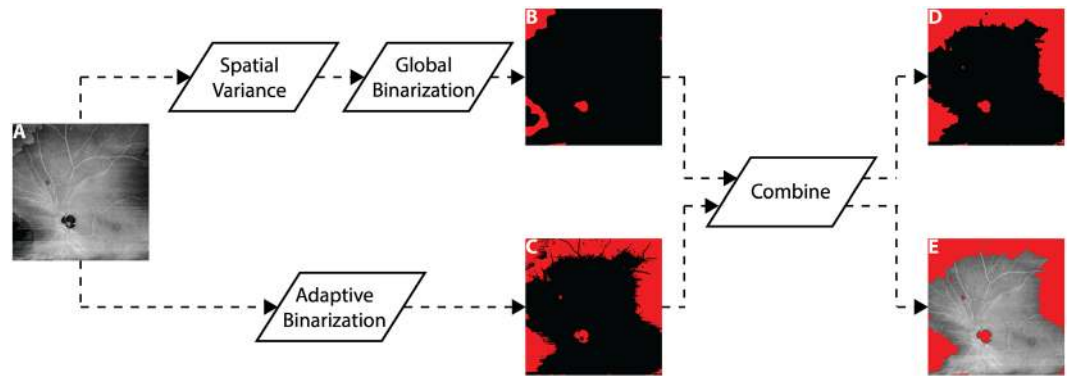 A
Spatial
Variance
Global
Binarization
B
Adaptive
Binarization
C
Combine
D
E